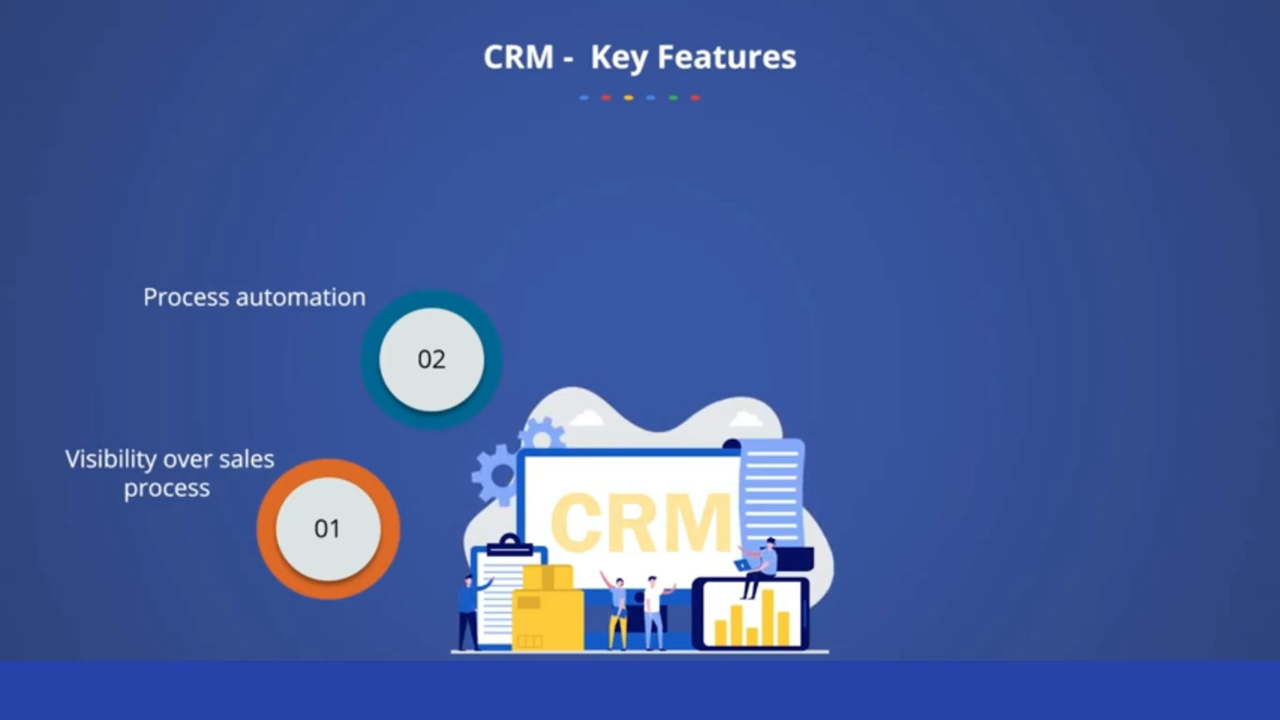 CRM - Key Features
Process automation
02
Visibility over sales
process
01
CRM